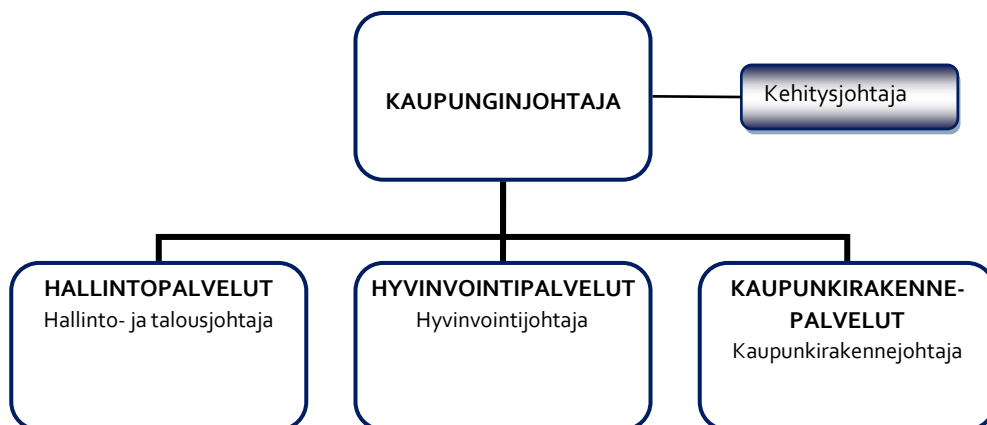 KAUPUNGINJOHTAJA
Kehitysjohtaja
HALLINTOPALVELUT
Hallinto- ja talousjohtaja
HYVINVOINTIPALVELUT
Hyvinvointijohtaja
KAUPUNKIRAKENNE-
PALVELUT
Kaupunkirakennejohtaja